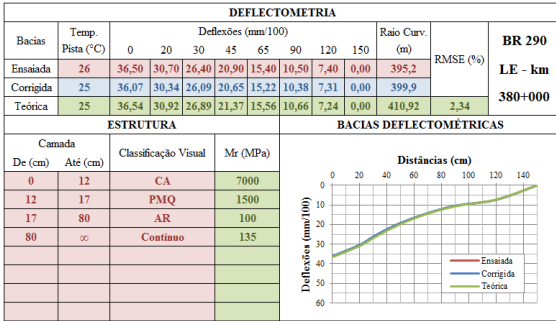 DEFLECTOMETRIA
Bacias Temp. Pista (°C) Deflexões (mm/100) Raio Curv. (m) RMSE (%) BR 290 LE - km 380+000
0 20 30 45 65 90 120 150
Ensaiada 26 36,50 30,70 26,40 20,90 15,40 10,50 7,40 0,00 395,2
Corrigida 25 36,07 30,34 26,09 20,65 15,22 10,38 7,31 0,00 399,9
Teórica 25 36,54 30,92 26,89 21,37 15,56 10,66 7,24 0,00 410,92 2,34
ESTRUTURA
Camada Classificação Visual Mr (MPa)
De (cm) Até (cm)
0 12 CA 7000
12 17 PMQ 1500
17 80 AR 100
80 ∞ Contínuo 135
BACIAS DEFLECTOMÉTRICAS
Distâncias (cm)
0 20 40 60 80 100 120 140
Deflexões (mm/100)
0
10
20
30
40
50
60
Ensaiada
Corrigida
Teórica